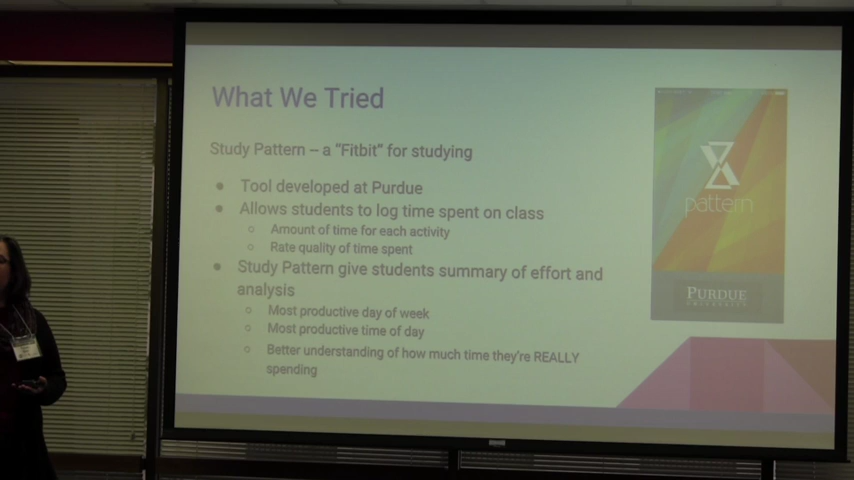 What We Tried
Study Pattern – a "Fitbit" for studying
● Tool developed at Purdue
● Allows students to log time spent on class
○ Amount of time for each activity
○ Rate quality of time spent
● Study Pattern give students summary of effort and
analysis
○ Most productive day of week
○ Most productive time of day
○ Better understanding of how much time they're REALLY
spending
pattern
PURDUE
UNIVERSITY